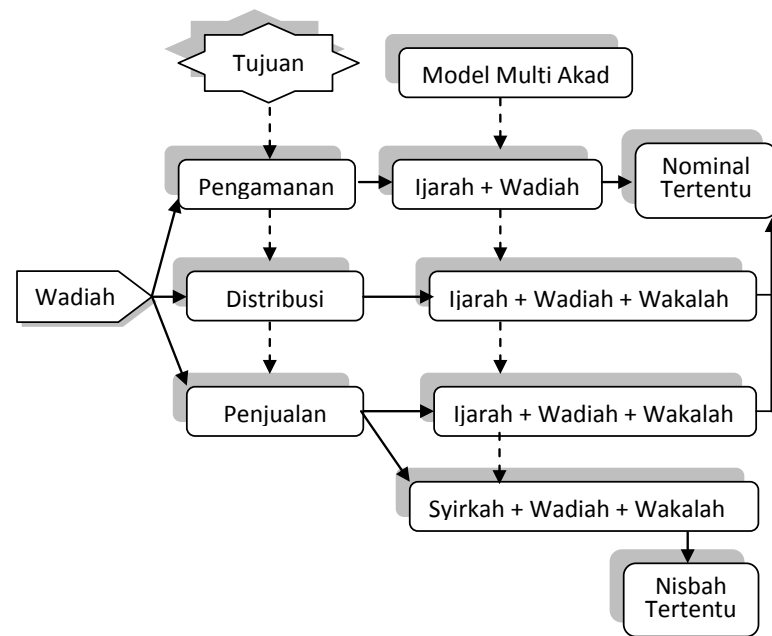 Tujuan
Model Multi Akad
Pengamanan
Ijarah + Wadiah
Nominal
Tertentu
Wadiah
Distribusi
Ijarah + Wadiah + Wakalah
Penjualan
Ijarah + Wadiah + Wakalah
Syirkah + Wadiah + Wakalah
Nisbah
Tertentu